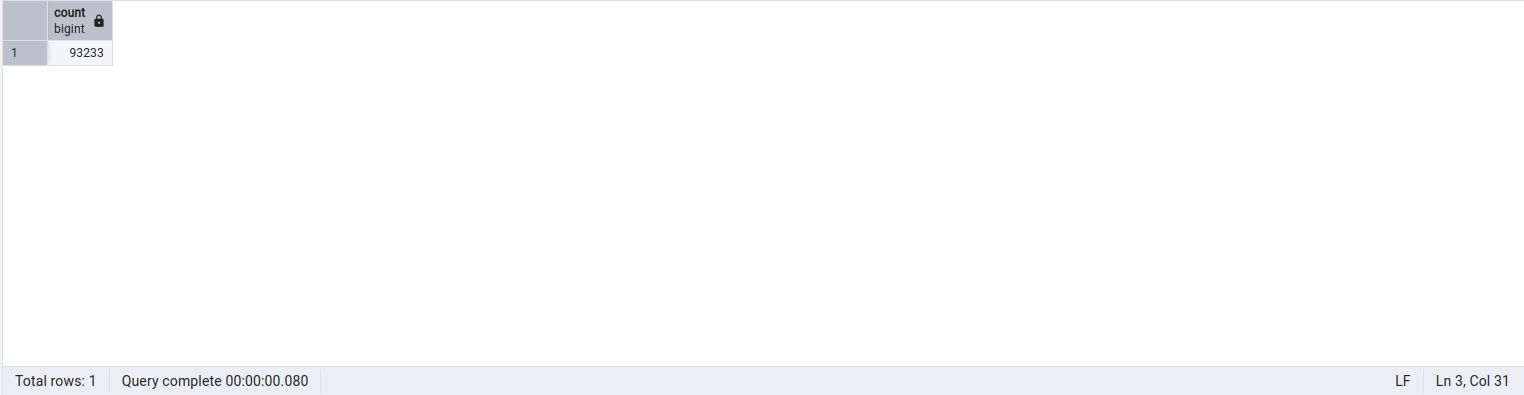 count
bigint
1 93233
Total rows: 1 Query complete 00:00:00.080 LF Ln 3, Col 31